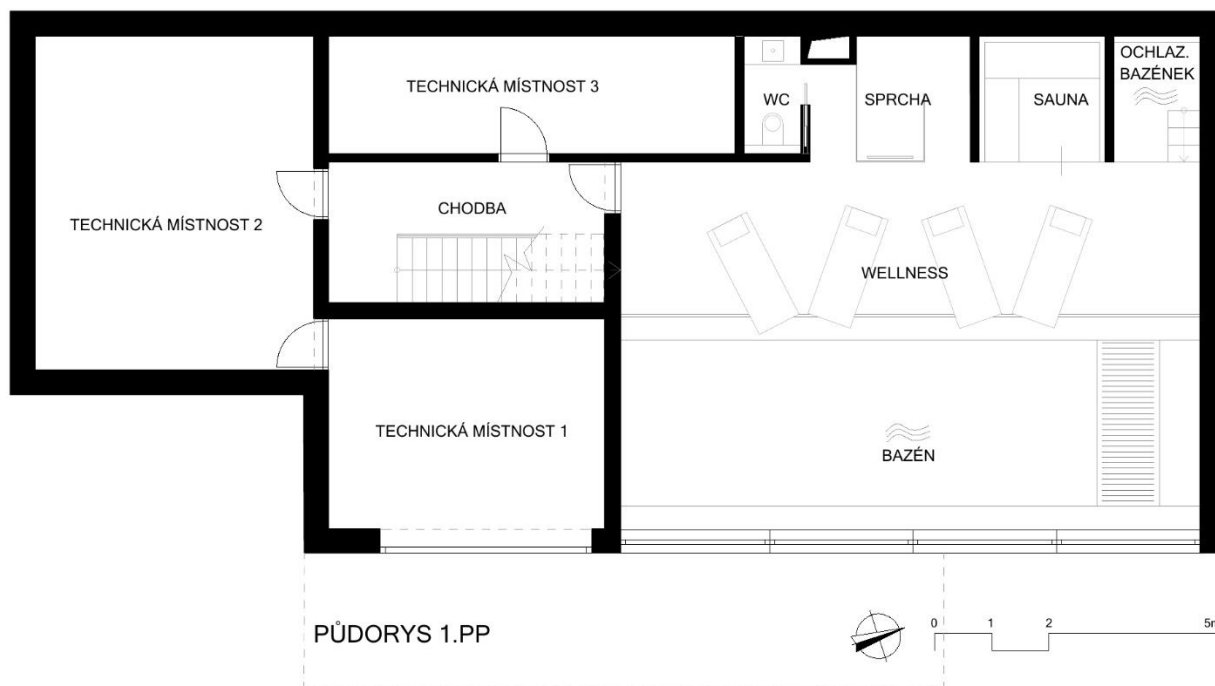 OCHLAZ.
BAZÉNEK
TECHNICKÁ MÍSTNOST 3
WC
SPRCHA
SAUNA
CHODBA
TECHNICKÁ MÍSTNOST 2
WELLNESS
TECHNICKÁ MÍSTNOST 1
BAZÉN
PŮDORYS 1.PP
0 1 2 5m